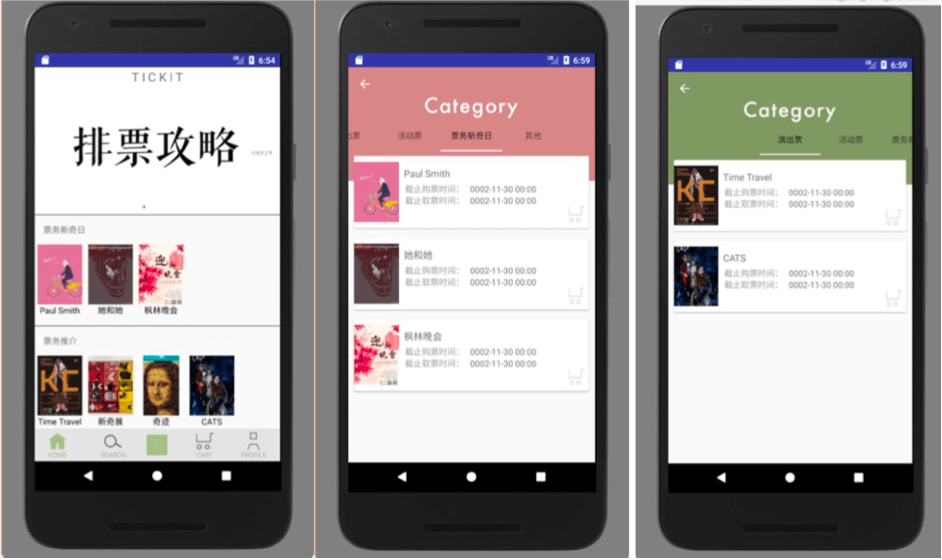 6:54
TICKIT
排票攻略
票务新奇日
Paul Smith
她和她
枫林晚会
票务推介
Time Travel
新奇展
奇迹
CATS
HOME
SEARCH
CART
PROFILE
6:59
Category
出票
活动票
票务新奇日
其他
Paul Smith
截止购票时间: 0002-11-30 00:00
截止取票时间: 0002-11-30 00:00
她和她
截止购票时间: 0002-11-30 00:00
截止取票时间: 0002-11-30 00:00
枫林晚会
截止购票时间: 0002-11-30 00:00
截止取票时间: 0002-11-30 00:00
6:59
Category
演出票
活动票
票务新
Time Travel
截止购票时间: 0002-11-30 00:00
截止取票时间: 0002-11-30 00:00
CATS
截止购票时间: 0002-11-30 00:00
截止取票时间: 0002-11-30 00:00